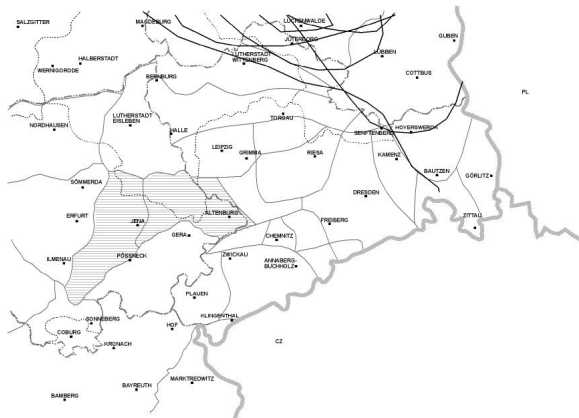 SALZGITTER
MAGDEBURG
LUCKENWALDE
GUBEN
JÜTERBORG
HALBERSTADT
LUTHERSTADT
WITTENBERG
LÜBBEN
WERNIGORODE
BERNBURG
COTTBUS
PL
LUTHERSTADT
EISLEBEN
TORGAU
NORDHAUSEN
HALLE
SENFTENBERG
HOYERSWERDA
LEIPZIG
GRIMMA
RIESA
KAMENZ
BAUTZEN
GÖRLITZ
SÖMMERDA
DRESDEN
ERFURT
JENA
ALTENBURG
FREIBERG
ZITTAU
GERA
CHEMNITZ
ILMENAU
PÖSSNECK
ZWICKAU
ANNABERG-
BUCHHOLZ
PLAUEN
SONNEBERG
KLINGENTHAL
COBURG
HOF
KRONACH
CZ
BAYREUTH
MARKTREDWITZ
BAMBERG